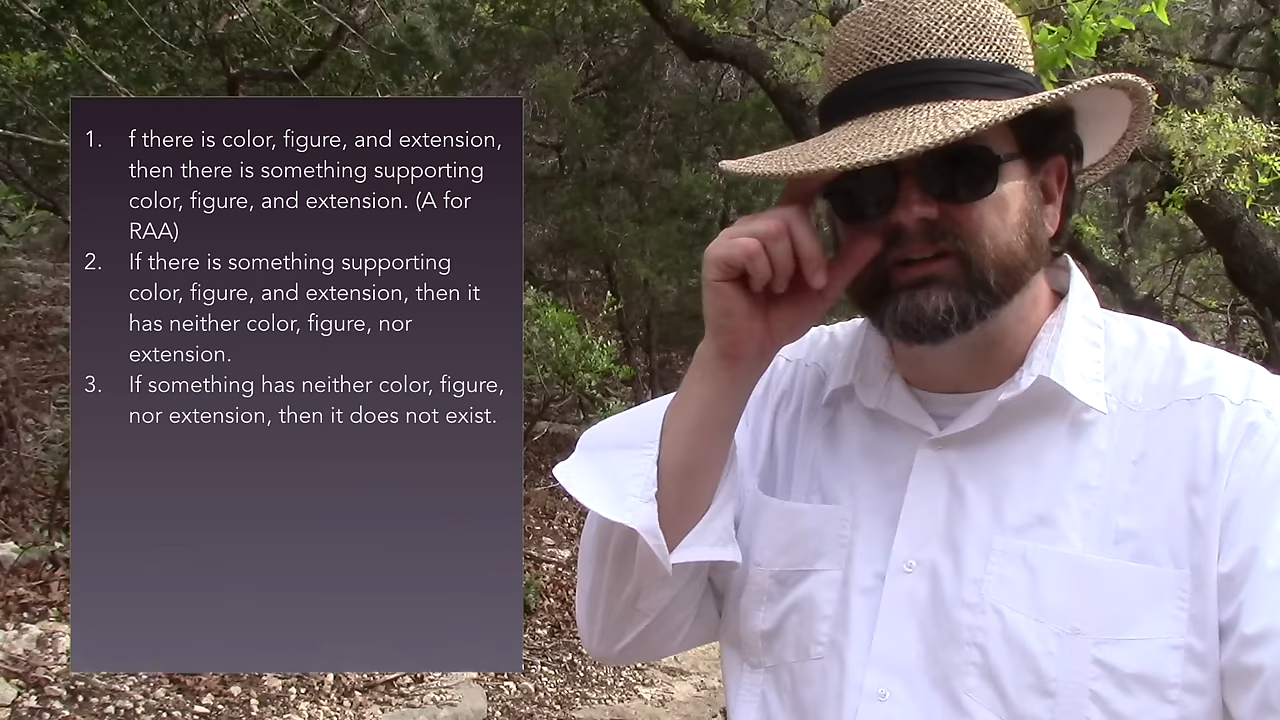 1. f there is color, figure, and extension,
then there is something supporting
color, figure, and extension. (A for
RAA)
2. If there is something supporting
color, figure, and extension, then it
has neither color, figure, nor
extension.
3. If something has neither color, figure,
nor extension, then it does not exist.